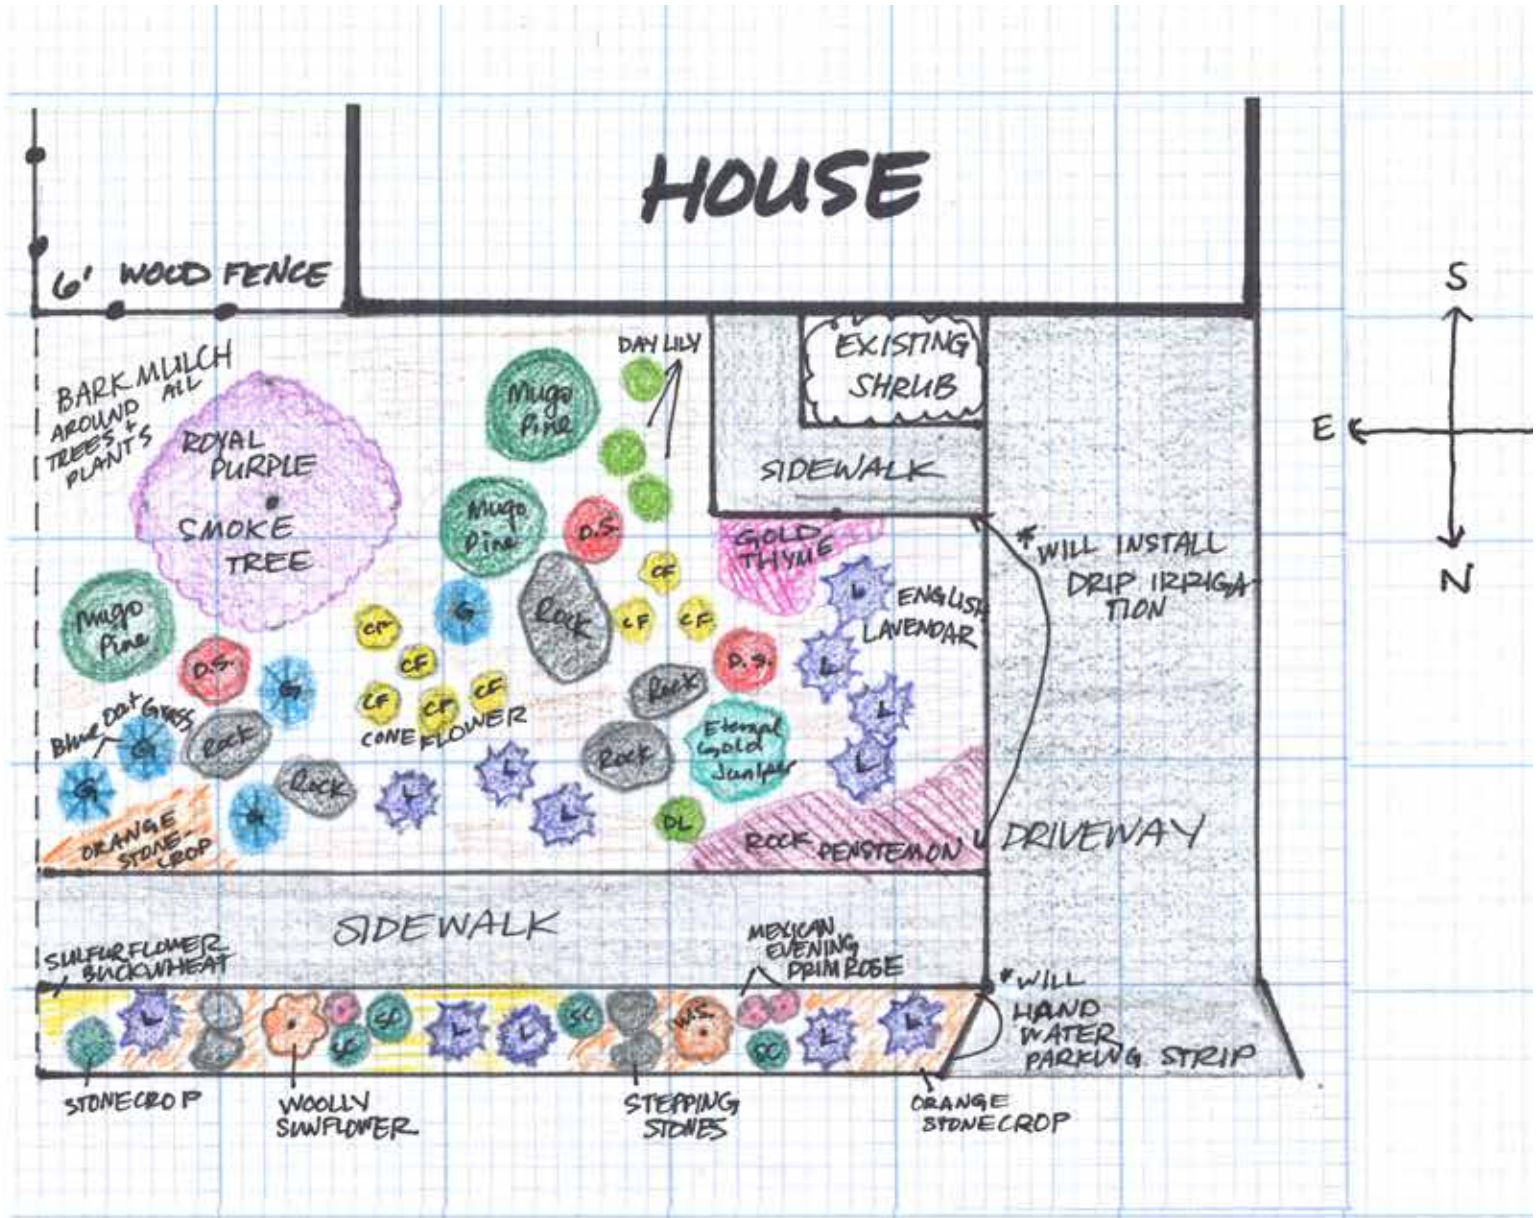 HOUSE
6' WOOD FENCE
S
E
N
BARK MULCH
AROUND ALL
TREES +
PLANTS
ROYAL
PURPLE
SMOKE
TREE
Mugo
Pine
DAY LILY
EXISTING
SHRUB
SIDEWALK
Mugo
Pine
D.S.
GOLD
THYME
* WILL INSTALL
DRIP IRRIGA
TION
Mugo
Pine
D.S.
G
G
Blue Oat Grass
G
G
G
Rock
Rock
CF
CF
CF
CF
CF
CONE FLOWER
Rock
CF
CF
CF
Rock
Rock
D.S.
Eternal
Gold
Juniper
L
ENGLISH
LAVENDAR
L
L
L
L
L
L
DL
ORANGE
STONE-
CROP
ROCK PENSTEMON
DRIVEWAY
SIDEWALK
SULFUR FLOWER
BUCKWHEAT
MEXICAN
EVENING
PRIMROSE
* WILL
HAND
WATER
PARKING STRIP
L
SC
SC
L
L
SC
W.S.
SC
L
L
STONECROP
WOOLLY
SUNFLOWER
STEPPING
STONES
ORANGE
STONECROP